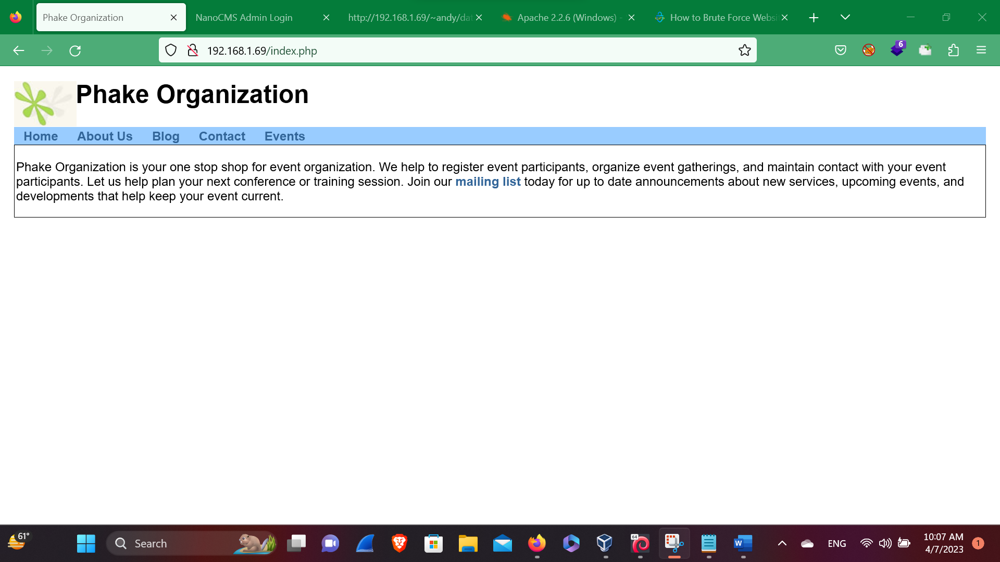 Phake Organization
NanoCMS Admin Login
http://192.168.1.69/~andy/dat
Apache 2.2.6 (Windows) -
How to Brute Force Websi
192.168.1.69/index.php
6
Phake Organization
Home About Us Blog Contact Events
Phake Organization is your one stop shop for event organization. We help to register event participants, organize event gatherings, and maintain contact with your event
participants. Let us help plan your next conference or training session. Join our mailing list today for up to date announcements about new services, upcoming events, and
developments that help keep your event current.
61°
Search
64
W
ENG
10:07 AM
4/7/2023
1